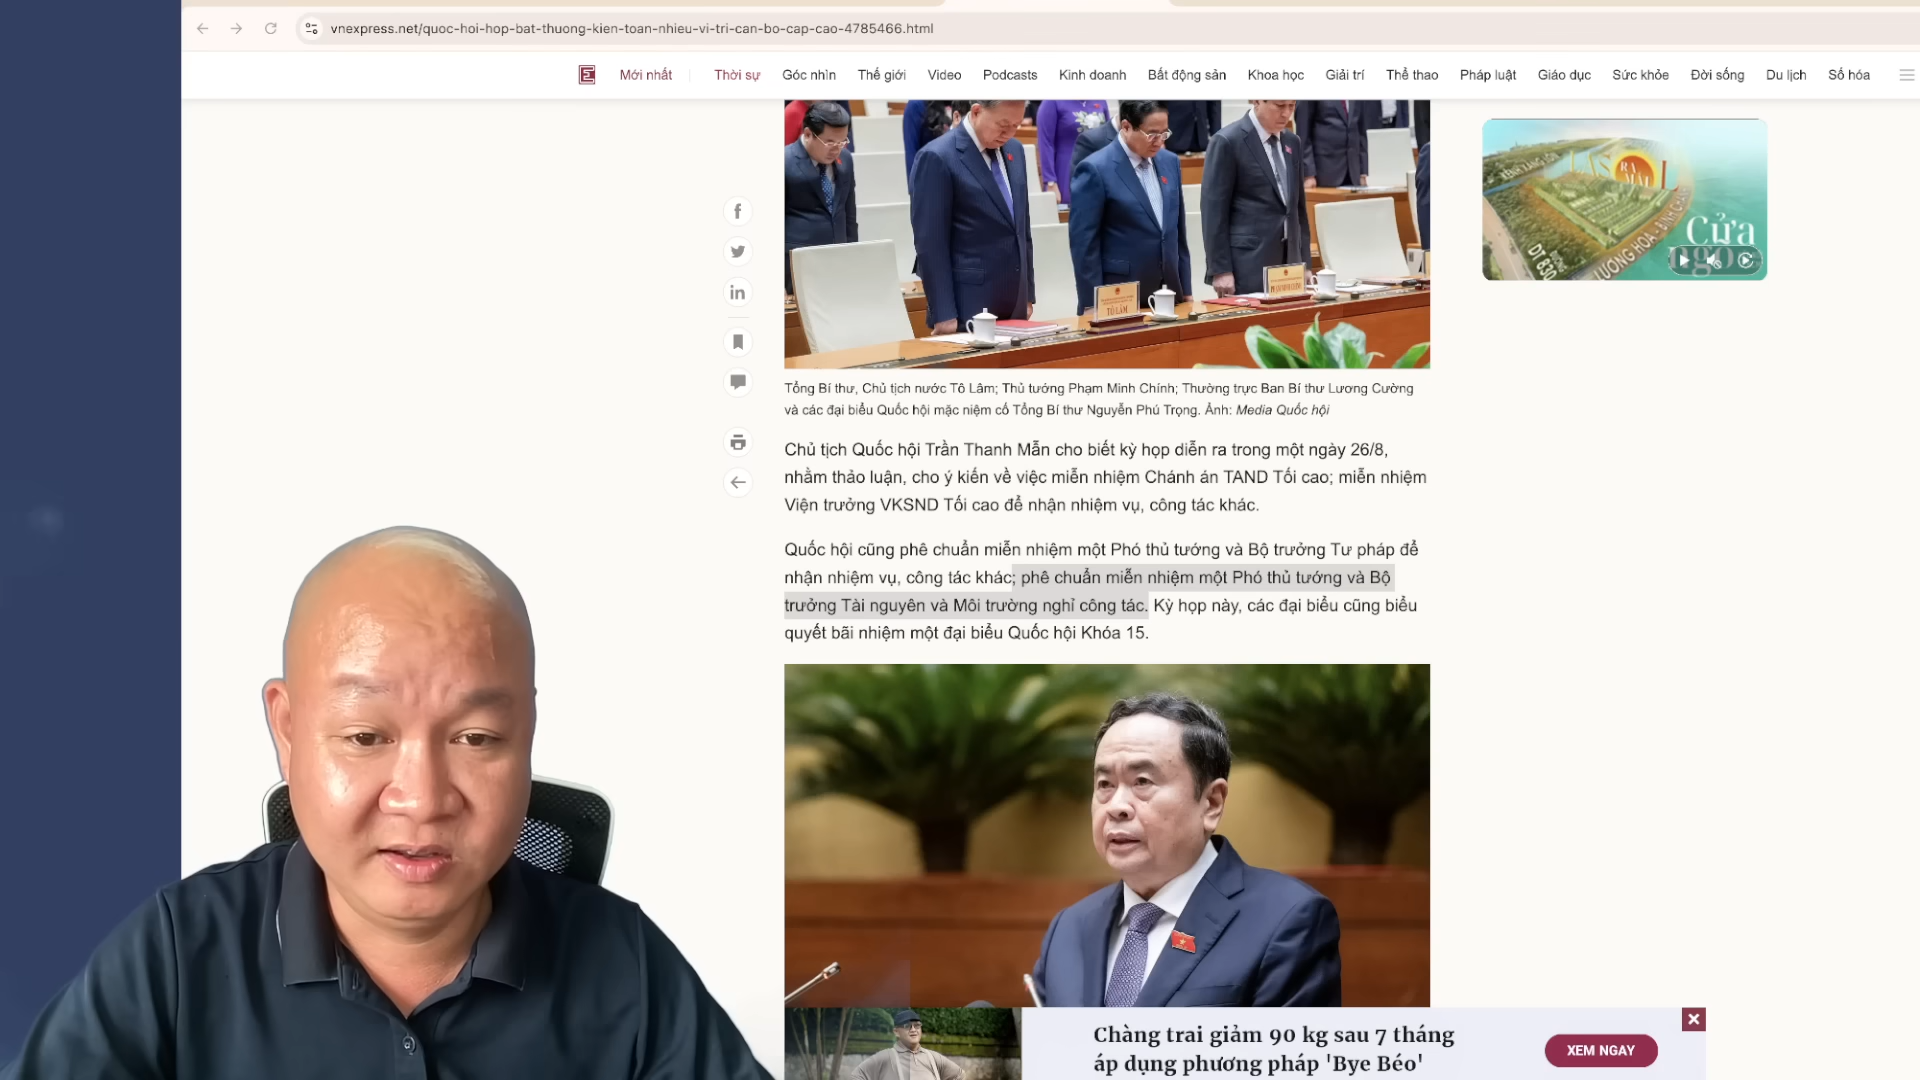 vnexpress.net/quoc-hoi-hop-bat-thuong-kien-toan-nhieu-vi-tri-can-bo-cap-cao-4785466.html
Mới nhất Thời sự Góc nhìn Thế giới Video Podcasts Kinh doanh Bất động sản Khoa học Giải trí Thể thao Pháp luật Giáo dục Sức khỏe Đời sống Du lịch Số hóa
RA
MẮT
Cửa
ngõ
DT 830
LƯƠNG HÒA - BÌNH CHÁNH
TÔ LÂM
Tổng Bí thư, Chủ tịch nước Tô Lâm; Thủ tướng Phạm Minh Chính; Thường trực Ban Bí thư Lương Cường
và các đại biểu Quốc hội mặc niệm cố Tổng Bí thư Nguyễn Phú Trọng. Ảnh: Media Quốc hội
Chủ tịch Quốc hội Trần Thanh Mẫn cho biết kỳ họp diễn ra trong một ngày 26/8,
nhằm thảo luận, cho ý kiến về việc miễn nhiệm Chánh án TAND Tối cao; miễn nhiệm
Viện trưởng VKSND Tối cao để nhận nhiệm vụ, công tác khác.
Quốc hội cũng phê chuẩn miễn nhiệm một Phó thủ tướng và Bộ trưởng Tư pháp để
nhận nhiệm vụ, công tác khác; phê chuẩn miễn nhiệm một Phó thủ tướng và Bộ
trưởng Tài nguyên và Môi trường nghỉ công tác. Kỳ họp này, các đại biểu cũng biểu
quyết bãi nhiệm một đại biểu Quốc hội Khóa 15.
Chàng trai giảm 90 kg sau 7 tháng
áp dụng phương pháp 'Bye Béo'
XEM NGAY